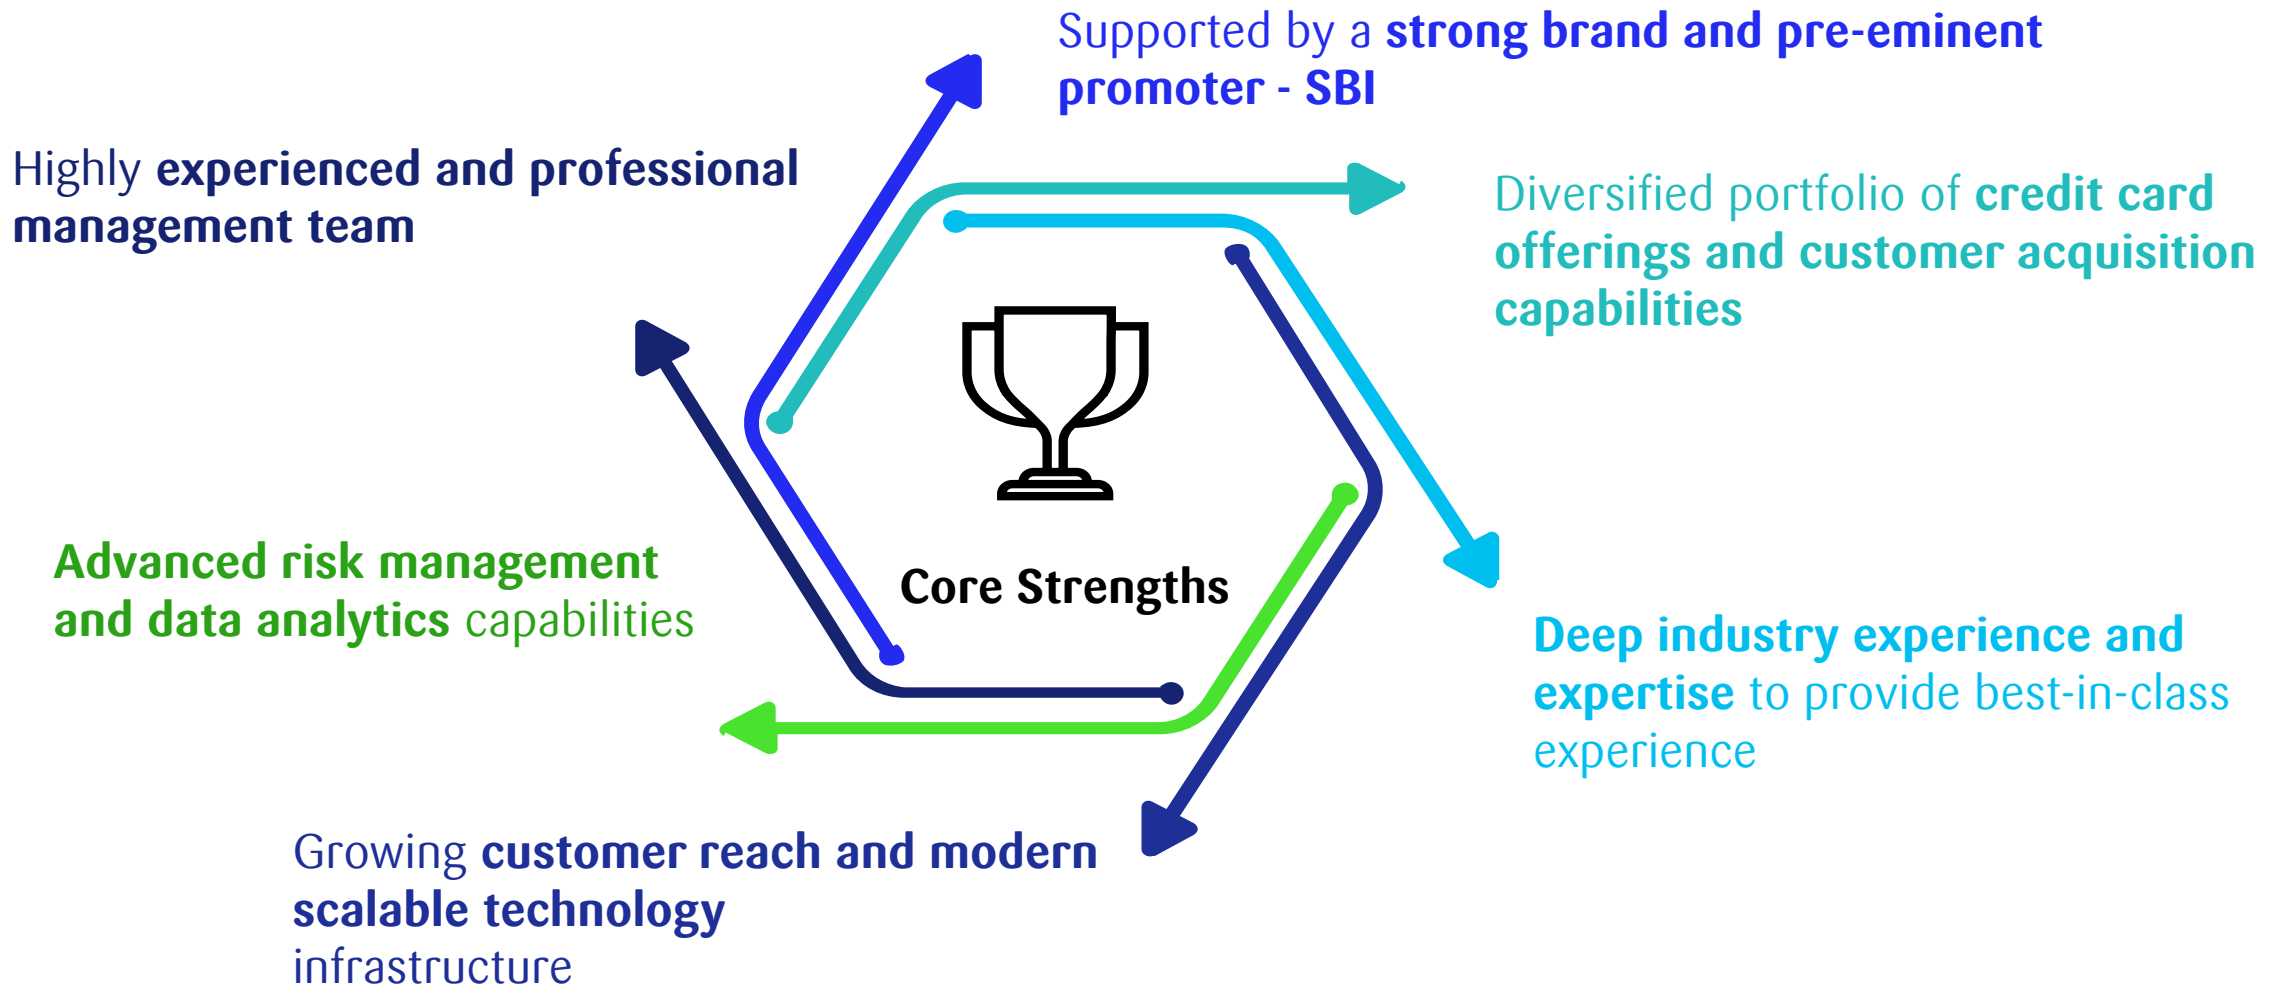 Supported by a strong brand and pre-eminent
promoter - SBI
Highly experienced and professional
management team
Diversified portfolio of credit card
offerings and customer acquisition
capabilities
Advanced risk management
and data analytics capabilities
Core Strengths
Deep industry experience and
expertise to provide best-in-class
experience
Growing customer reach and modern
scalable technology
infrastructure